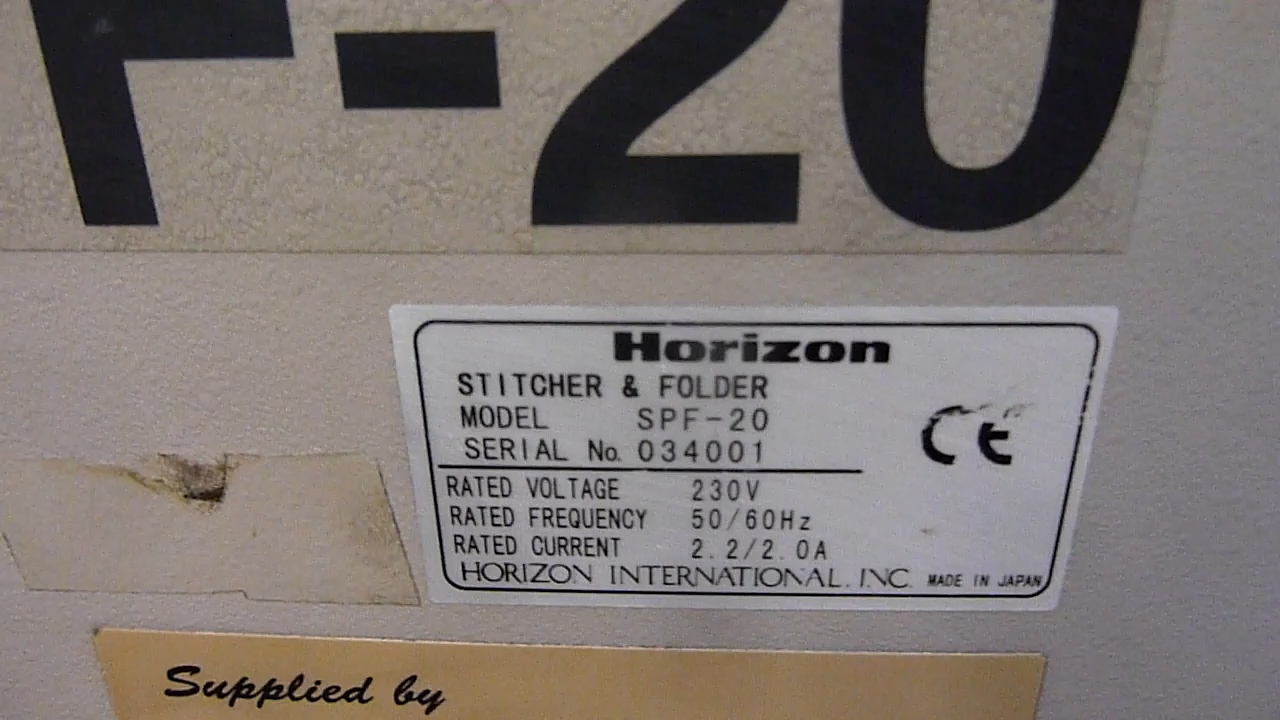 F-20
Horizon
STITCHER & FOLDER
MODEL SPF-20
SERIAL No. 034001
CE
RATED VOLTAGE 230V
RATED FREQUENCY 50/60Hz
RATED CURRENT 2.2/2.0A
HORIZON INTERNATIONAL. INC. MADE IN JAPAN
Supplied by